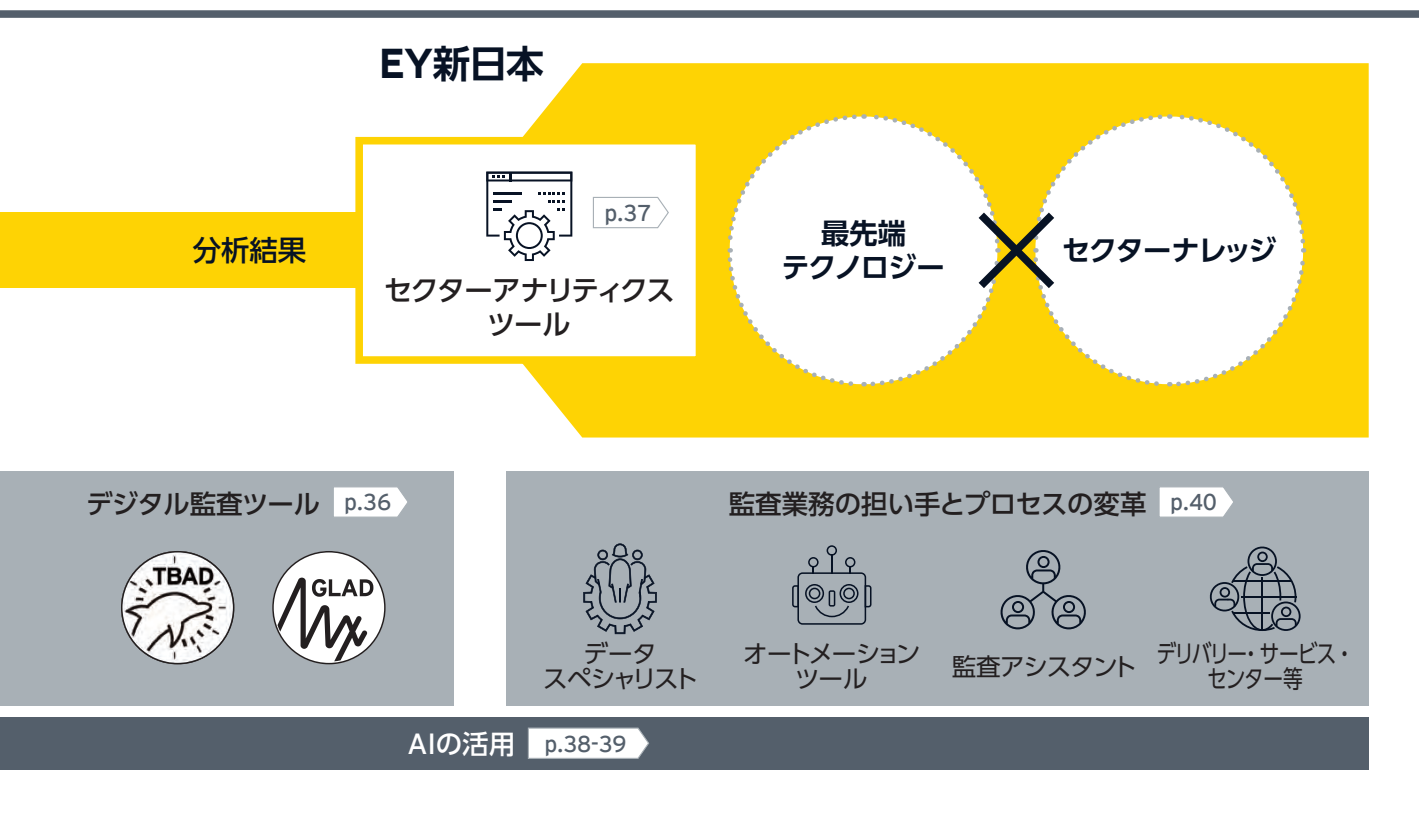 EY新日本
分析結果
p.37
セクターアナリティクス
ツール
最先端
テクノロジー
セクターナレッジ
デジタル監査ツール p.36
TBAD
GLAD
監査業務の担い手とプロセスの変革 p.40
データ
スペシャリスト
オートメーション
ツール
監査アシスタント
デリバリー・サービス・
センター等
AIの活用 p.38-39